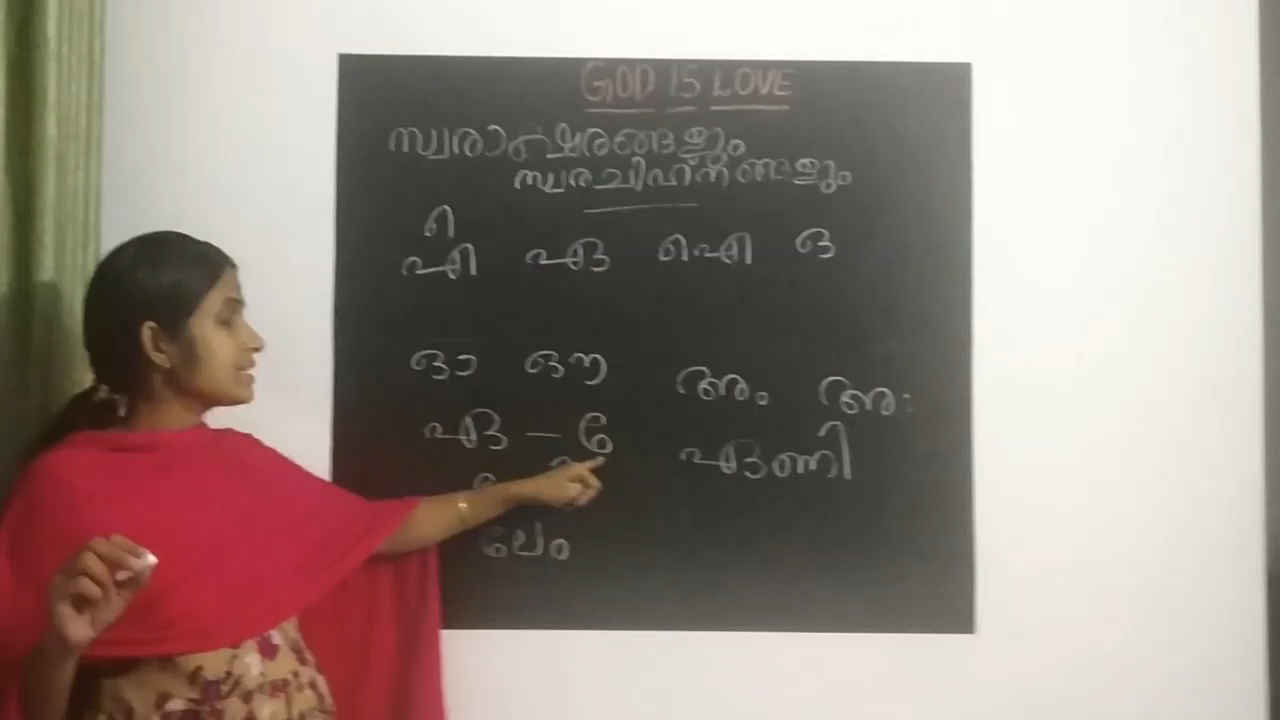 GOD IS LOVE
സ്വരാക്ഷരങ്ങളും
സ്വരചിഹ്നങ്ങളും
െ
എ ഏ ഐ ഒ
ഓ ഔ അം അഃ
ഏ – േ ഏണി